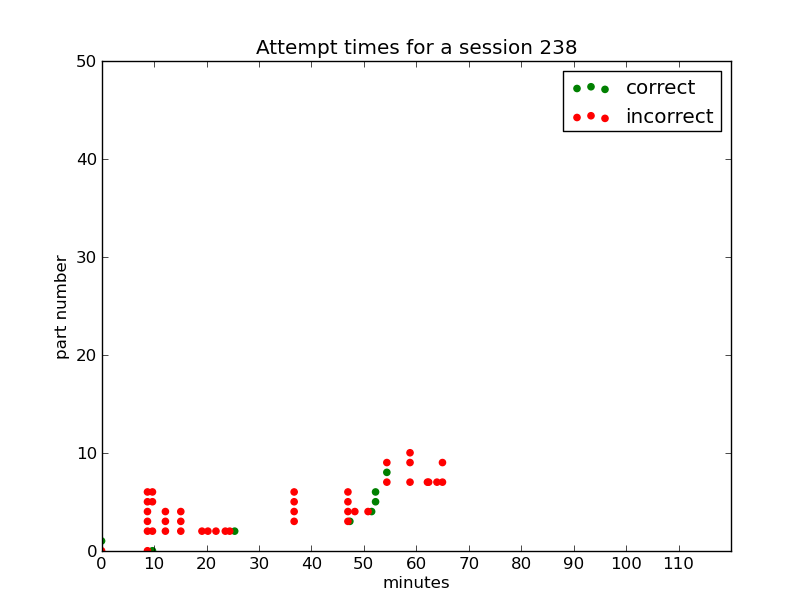 Attempt times for a session 238
correct
incorrect
50
40
30
20
10
0
part number
0 10 20 30 40 50 60 70 80 90 100 110
minutes